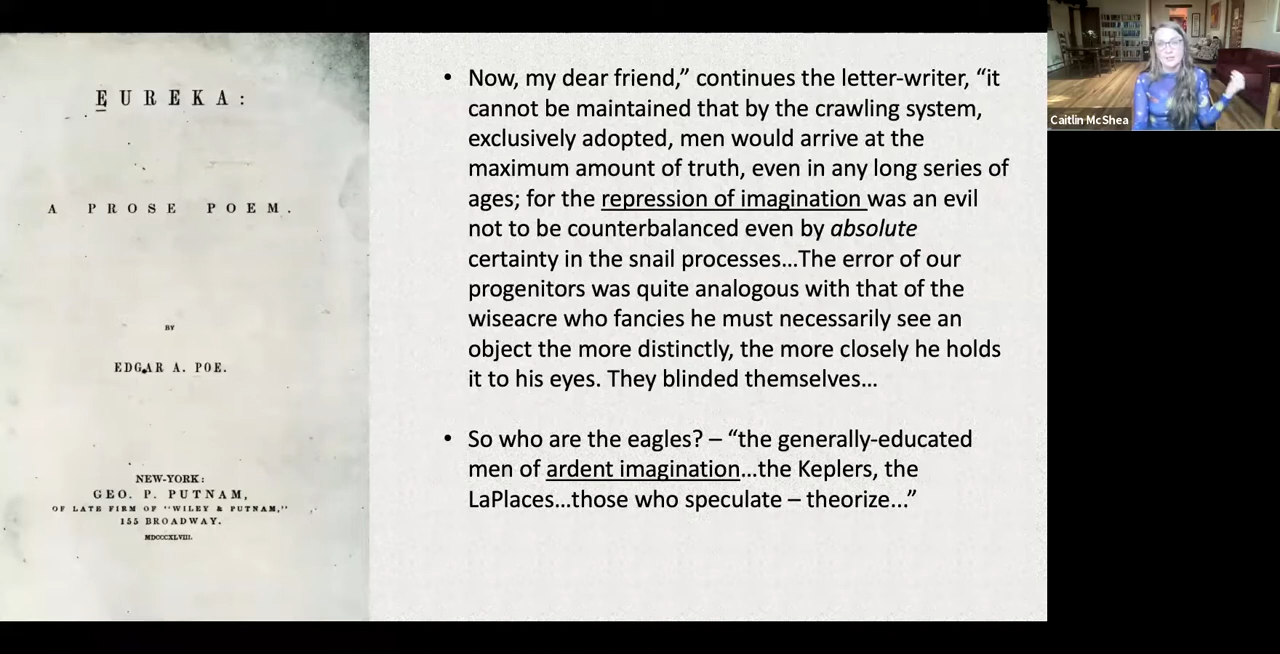 EUREKA:
A PROSE POEM.
BY
EDGAR A. POE.
NEW-YORK:
GEO. P. PUTNAM,
OF LATE FIRM OF "WILEY & PUTNAM,"
155 BROADWAY.
MDCCCXLVIII.
• Now, my dear friend,” continues the letter-writer, “it
cannot be maintained that by the crawling system,
exclusively adopted, men would arrive at the
maximum amount of truth, even in any long series of
ages; for the repression of imagination was an evil
not to be counterbalanced even by absolute
certainty in the snail processes…The error of our
progenitors was quite analogous with that of the
wiseacre who fancies he must necessarily see an
object the more distinctly, the more closely he holds
it to his eyes. They blinded themselves…
• So who are the eagles? – “the generally-educated
men of ardent imagination…the Keplers, the
LaPlaces…those who speculate – theorize...”
Caitlin McShea